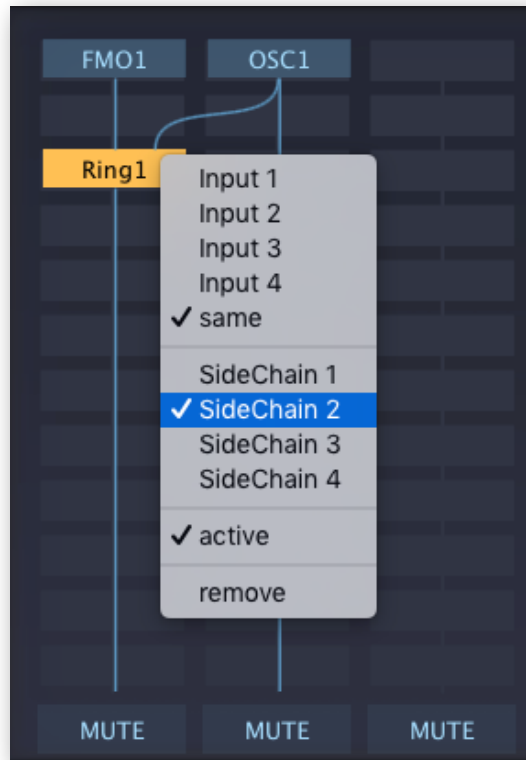 FMO1 OSC1
Ring1
Input 1
Input 2
Input 3
Input 4
✓ same
SideChain 1
✓ SideChain 2
SideChain 3
SideChain 4
✓ active
remove
MUTE MUTE MUTE